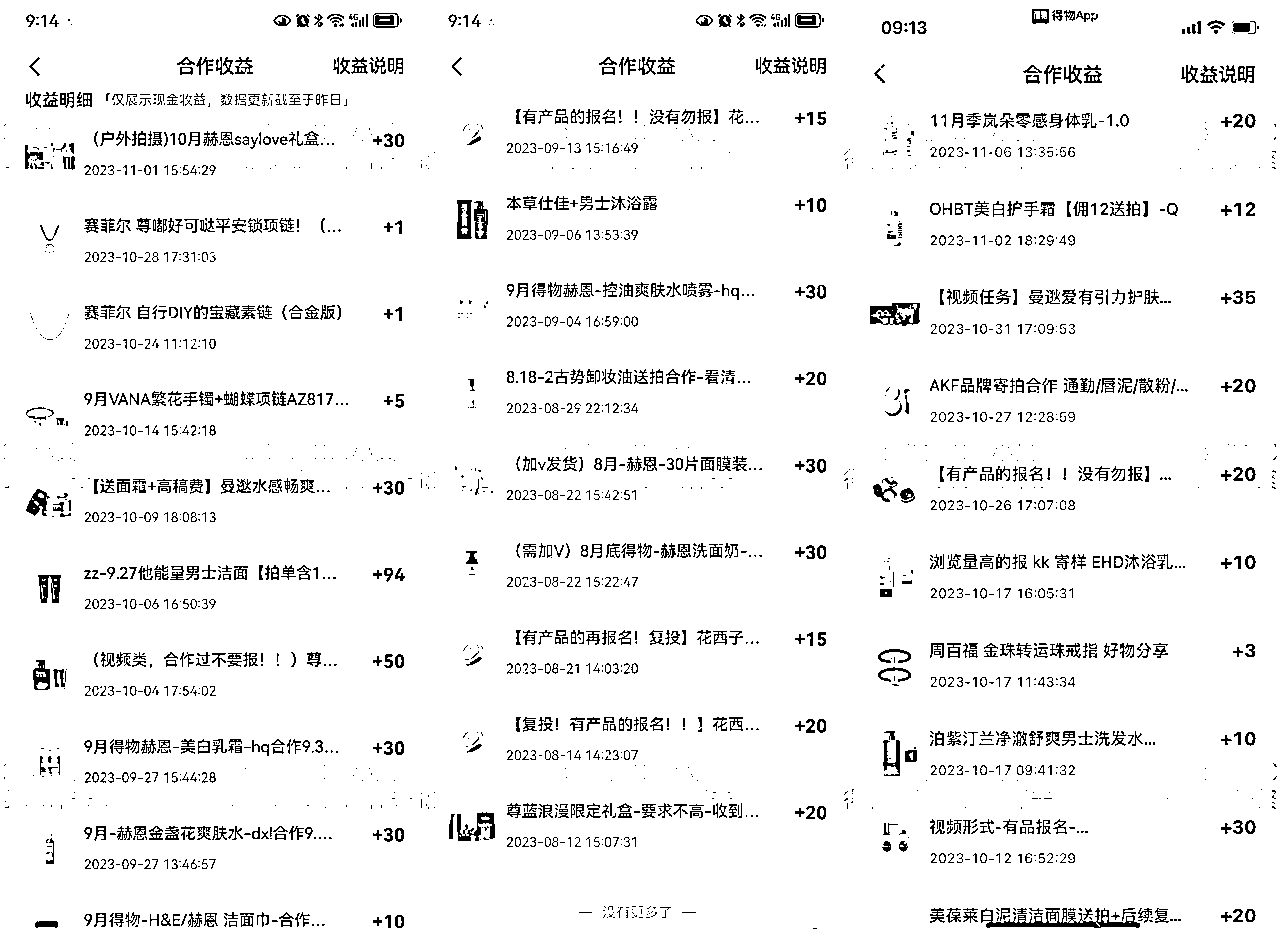 9:14
合作收益
收益说明
收益明细 「仅展示现金收益，数据更新截至于昨日」
（户外拍摄)10月赫恩saylove礼盒...
+30
2023-11-01 15:54:29
赛菲尔 尊嘟好可哒平安锁项链！（...
+1
2023-10-28 17:31:03
赛菲尔 自行DIY的宝藏素链（合金版）
+1
2023-10-24 11:12:10
9月VANA繁花手镯+蝴蝶项链AZ817...
+5
2023-10-14 15:42:18
【送面霜+高稿费】曼逖水感畅爽...
+30
2023-10-09 18:08:13
zz-9.27他能量男士洁面【拍单含1...
+94
2023-10-06 16:50:39
（视频类，合作过不要报！！）尊...
+50
2023-10-04 17:54:02
9月得物赫恩-美白乳霜-hq合作9.3...
+30
2023-09-27 15:44:28
9月-赫恩金盏花爽肤水-dx!合作9....
+30
2023-09-27 13:46:57
9月得物-H&E/赫恩 洁面巾-合作...
+10
9:14
合作收益
收益说明
【有产品的报名！！没有勿报】花...
+15
2023-09-13 15:16:49
本草仕佳+男士沐浴露
+10
2023-09-06 13:53:39
9月得物赫恩-控油爽肤水喷雾-hq...
+30
2023-09-04 16:59:00
8.18-2古势卸妆油送拍合作-看清...
+20
2023-08-29 22:12:34
（加v发货）8月-赫恩-30片面膜装...
+30
2023-08-22 15:42:51
（需加V）8月底得物-赫恩洗面奶-...
+30
2023-08-22 15:22:47
【有产品的再报名！复投】花西子...
+15
2023-08-21 14:03:20
【复投！有产品的报名！！】花西...
+20
2023-08-14 14:23:07
尊蓝浪漫限定礼盒-要求不高-收到...
+20
2023-08-12 15:07:31
— 没有更多了 —
得物App
09:13
合作收益
收益说明
11月季岚朵零感身体乳-1.0
+20
2023-11-06 13:35:56
OHBT美白护手霜【佣12送拍】-Q
+12
2023-11-02 18:29:49
【视频任务】曼逖爱有引力护肤...
+35
2023-10-31 17:09:53
AKF品牌寄拍合作 通勤/唇泥/散粉/...
+20
2023-10-27 12:28:59
【有产品的报名！！没有勿报】...
+20
2023-10-26 17:07:08
浏览量高的报 kk 寄样 EHD沐浴乳...
+10
2023-10-17 16:05:31
周百福 金珠转运珠戒指 好物分享
+3
2023-10-17 11:43:34
泊紫汀兰净澈舒爽男士洗发水...
+10
2023-10-17 09:41:32
视频形式-有品报名-...
+30
2023-10-12 16:52:29
美葆莱白泥清洁面膜送拍+后续复...
+20